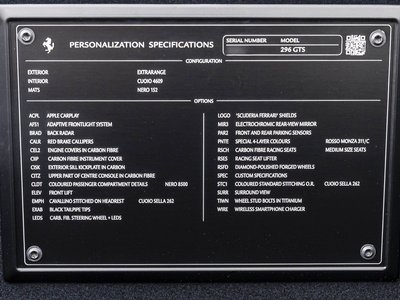 PERSONALIZATION SPECIFICATIONS
SERIAL NUMBER MODEL
296 GTS
CONFIGURATION
EXTERIOR EXTRARANGE
INTERIOR CUOIO 4609
MATS NERO 152
OPTIONS
ACPL APPLE CARPLAY
AFS1 ADAPTIVE FRONTLIGHT SYSTEM
BRAD BACK RADAR
CALR RED BRAKE CALLIPERS
CEL2 ENGINE COVERS IN CARBON FIBRE
CIIP CARBON FIBRE INSTRUMENT COVER
CISK EXTERIOR SILL KICKPLATE IN CARBON
CITZ UPPER PART OF CENTRE CONSOLE IN CARBON FIBRE
CLDT COLOURED PASSENGER COMPARTMENT DETAILS NERO 8500
ELEV FRONT LIFT
EMPH CAVALLINO STITCHED ON HEADREST CUOIO SELLA 262
EXAB BLACK TAILPIPE TIPS
LEDS CARB. FIB. STEERING WHEEL + LEDS
LOGO "SCUDERIA FERRARI" SHIELDS
MIR3 ELECTROCHROMIC REAR-VIEW MIRROR
PAR2 FRONT AND REAR PARKING SENSORS
PNTE SPECIAL 4-LAYER COLOURS ROSSO MONZA 311/C
RSCH CARBON FIBRE RACING SEATS MEDIUM SIZE SEATS
RSES RACING SEAT LIFTER
RSFD DIAMOND-POLISHED FORGED WHEELS
SPEC CUSTOM SPECIFICATIONS
STC1 COLOURED STANDARD STITCHING O.R. CUOIO SELLA 262
SURR SURROUND VIEW
TIWN WHEEL STUD BOLTS IN TITANIUM
WIRE WIRELESS SMARTPHONE CHARGER